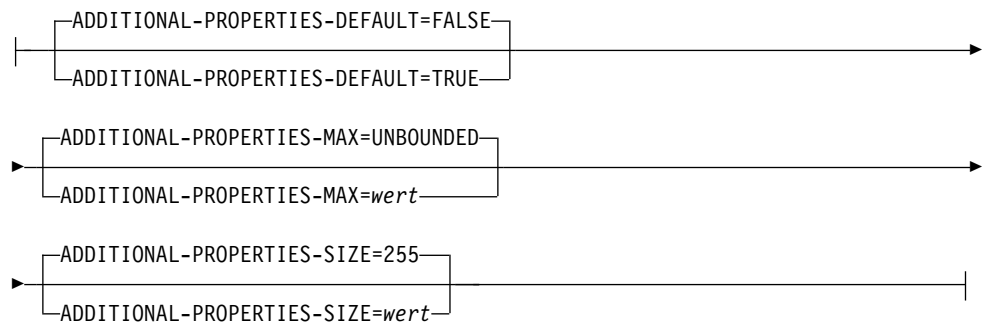 ADDITIONAL-PROPERTIES-DEFAULT=FALSE
ADDITIONAL-PROPERTIES-DEFAULT=TRUE
ADDITIONAL-PROPERTIES-MAX=UNBOUNDED
ADDITIONAL-PROPERTIES-MAX=wert
ADDITIONAL-PROPERTIES-SIZE=255
ADDITIONAL-PROPERTIES-SIZE=wert